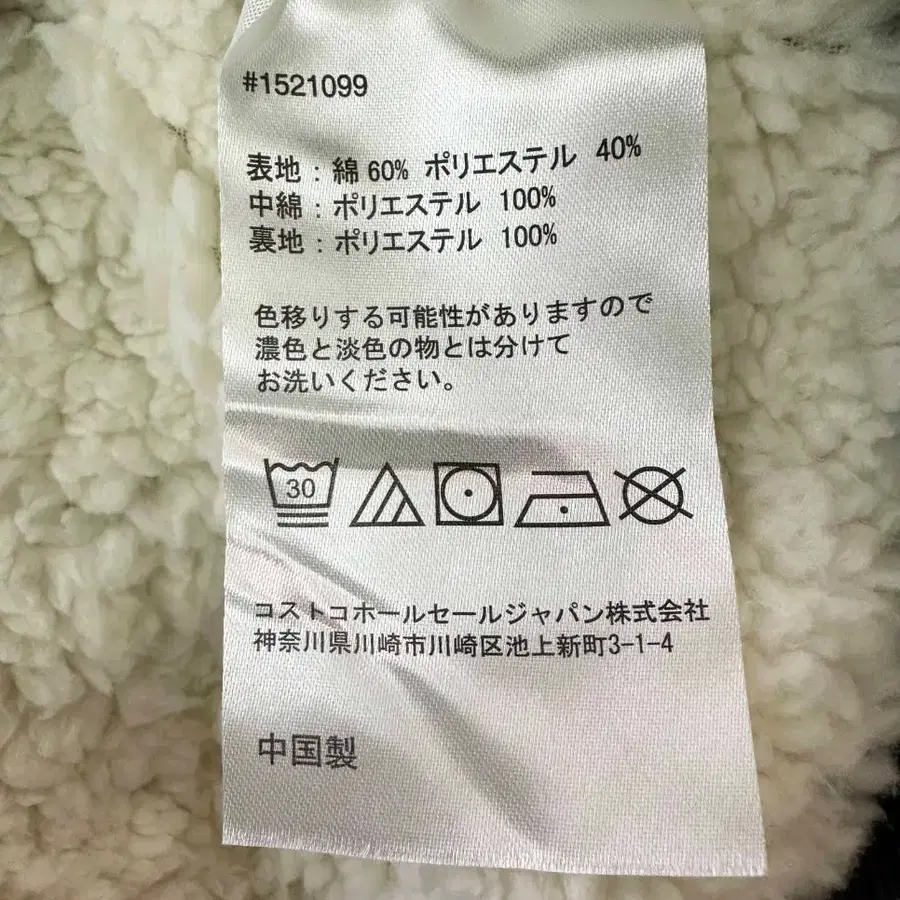 #1521099
表地：綿60% ポリエステル 40%
中綿：ポリエステル 100%
裏地：ポリエステル 100%
色移りする可能性がありますので
濃色と淡色の物とは分けて
お洗いください。
30
コストコホールセールジャパン株式会社
神奈川県川崎市川崎区池上新町3-1-4
中国製